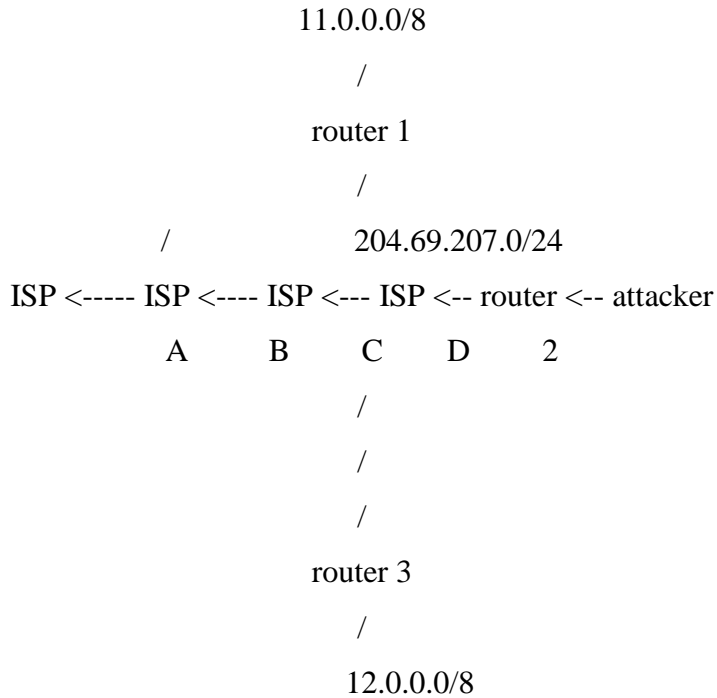 11.0.0.0/8
/
router 1
/
/ 204.69.207.0/24
ISP <----- ISP <---- ISP <--- ISP <-- router <-- attacker
A B C D 2
/
/
/
router 3
/
12.0.0.0/8